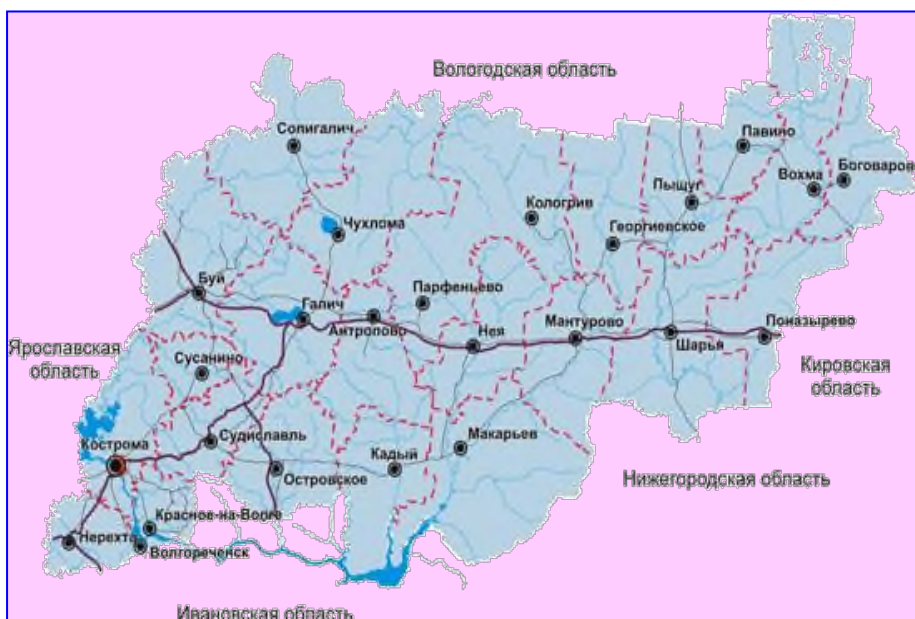 Вологодская область
Солигалич
Павино
Боговарово
Вохма
Пыщуг
Кологрив
Чухлома
Георгиевское
Буй
Парфеньево
Галич
Антропово
Нея
Мантурово
Поназырево
Шарья
Ярославская
область
Сусанино
Кировская
область
Судиславль
Макарьев
Кострома
Кадый
Островское
Нижегородская область
Красное-на-Волге
Нерехта
Волгореченск
Ивановская область